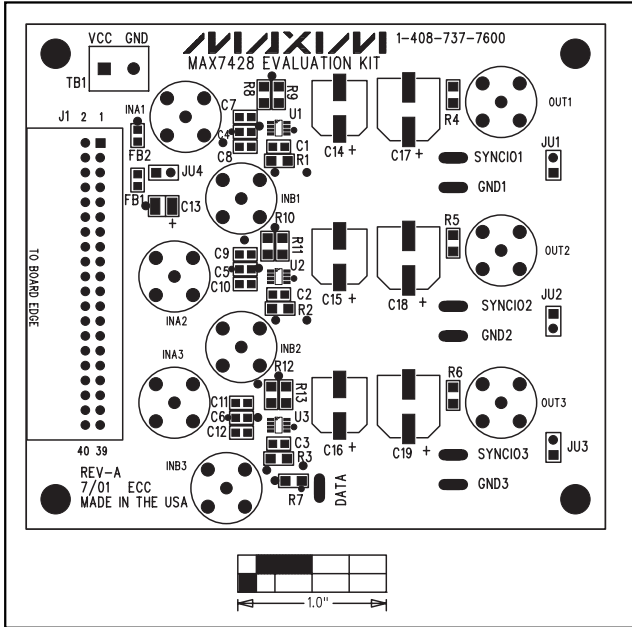 VCC GND
MAXIM 1-408-737-7600
MAX7428 EVALUATION KIT
TB1
J1 2 1
INA1
C7
R8
R9
U1
OUT1
R4
C4
C8
C1
R1
C14 +
C17 +
FB2
JU4
FB1
C13
+
SYNCIO1
GND1
JU1
INB1
R10
R11
R5
C9
U2
OUT2
C5
C10
C2
R2
C15 +
C18 +
TO BOARD EDGE
INA2
SYNCIO2
GND2
JU2
INB2
INA3
R12
R13
R6
C11
C6
C12
U3
OUT3
C3
R3
C16 +
C19 +
40 39
INB3
SYNCIO3
GND3
JU3
R7
DATA
REV-A
7/01 ECC
MADE IN THE USA
1.0"